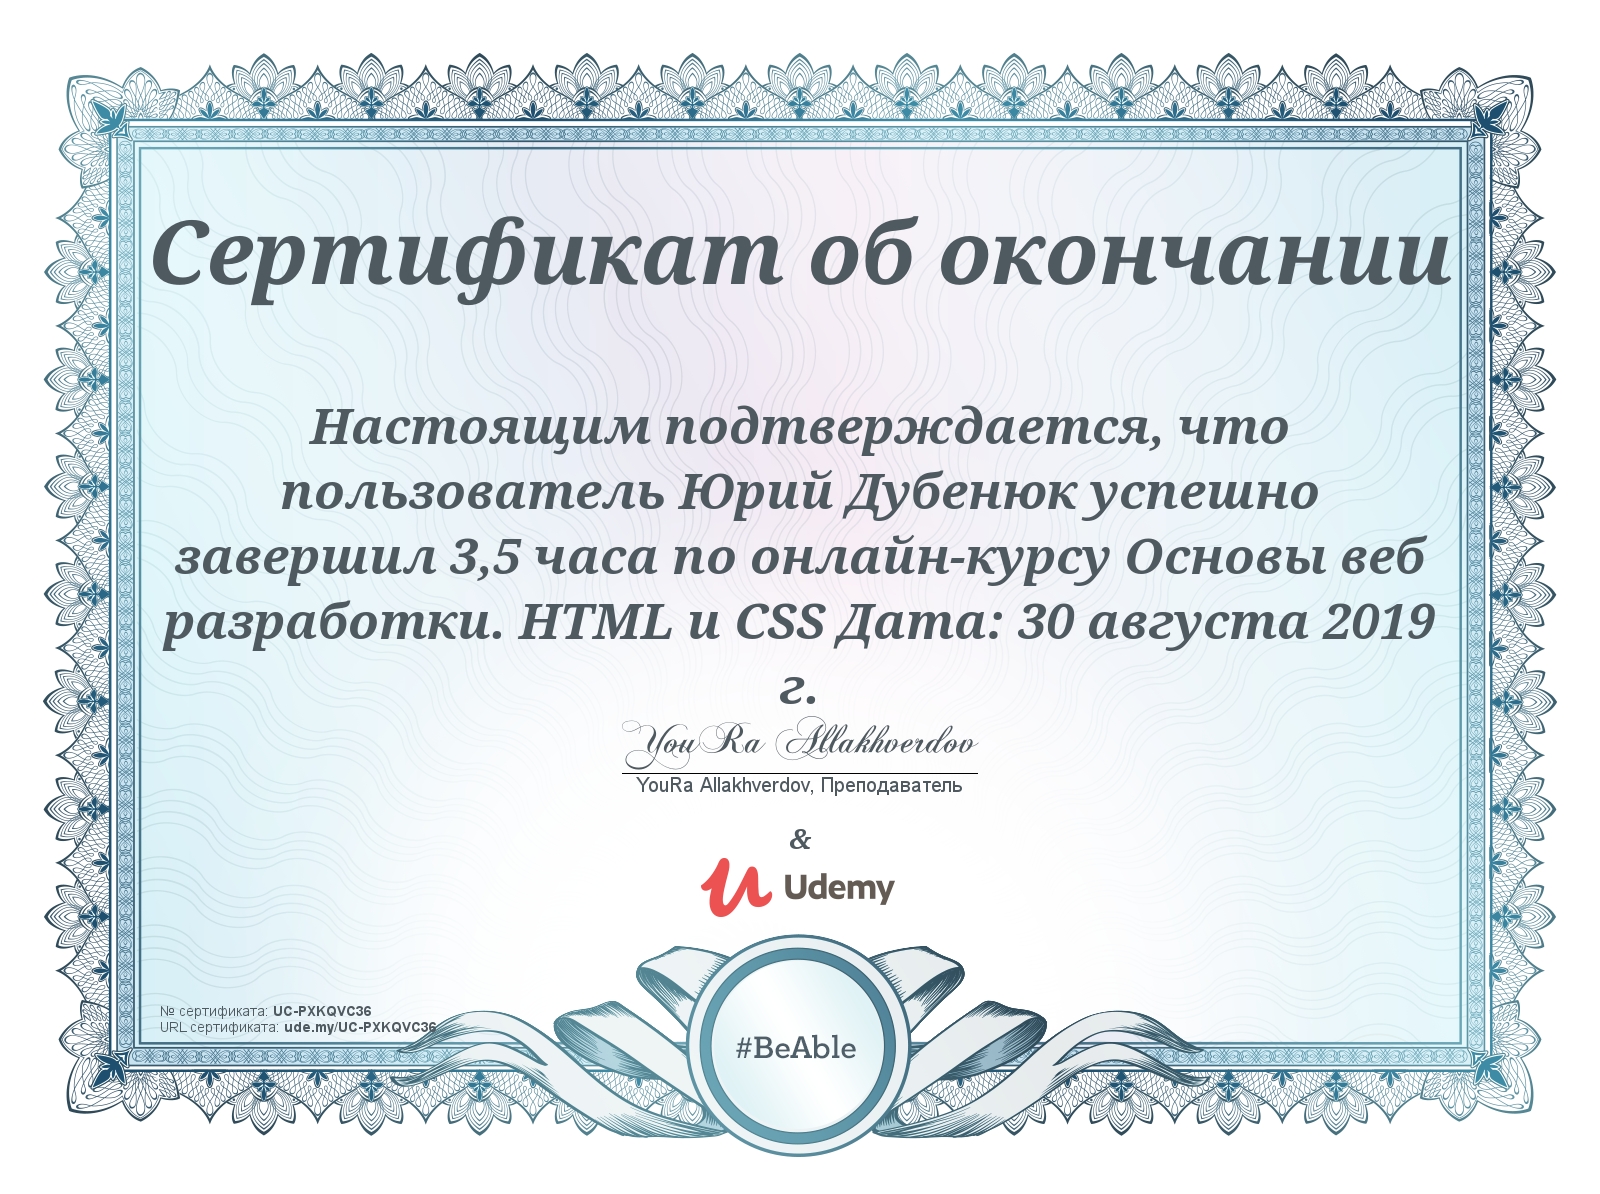 Сертификат об окончании
Настоящим подтверждается, что
пользователь Юрий Дубенюк успешно
завершил 3,5 часа по онлайн-курсу Основы веб
разработки. HTML и CSS Дата: 30 августа 2019
г.
YouRa Allakhverdov
YouRa Allakhverdov, Преподаватель
&
Udemy
№ сертификата: UC-PXKQVC36
URL сертификата: ude.my/UC-PXKQVC36
#BeAble